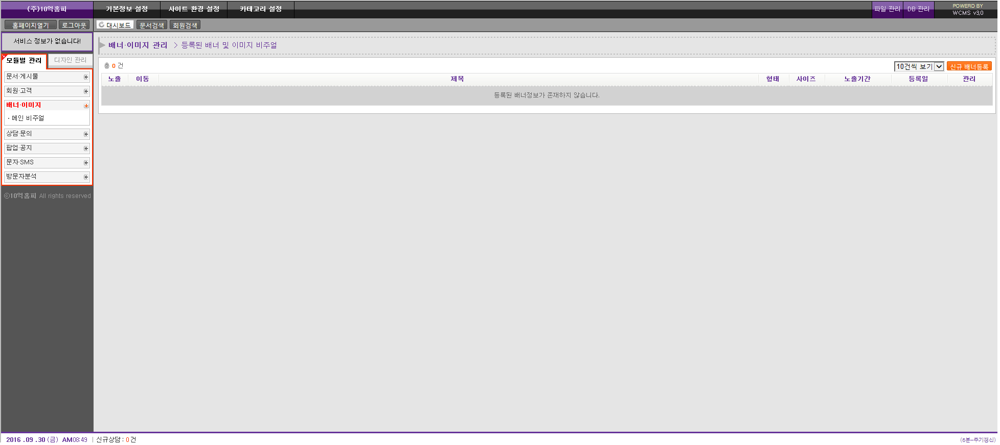 (주)10억홈피 기본정보 설정 사이트 환경 설정 카테고리 설정 파일 관리 DB 관리 POWERD BY
WCMS v3.0
홈페이지열기 로그아웃 대시보드 문서검색 회원검색
서비스 정보가 없습니다!
배너·이미지 관리 > 등록된 배너 및 이미지 비주얼
모듈별 관리 디자인 관리
총 0 건 10건씩 보기 신규 배너등록
노출 이동 제목 형태 사이즈 노출기간 등록일 관리
등록된 배너정보가 존재하지 않습니다.
문서·게시물
회원·고객
배너·이미지
· 메인 비주얼
상담·문의
팝업·공지
문자·SMS
방문자분석
ⓒ10억홈피 All rights reserved
2016 .09 .30 (금) AM08:49 | 신규상담 : 0 건 (6분-주기갱신)